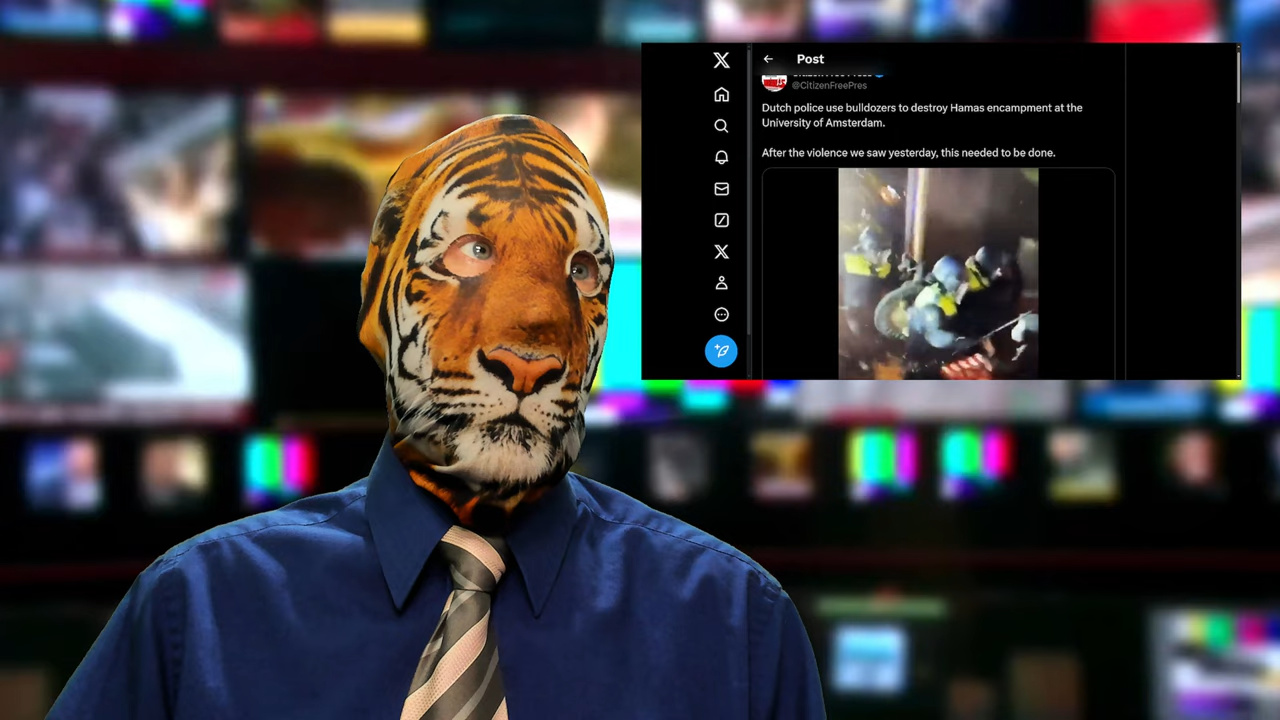 Post
@CitizenFreePres
Dutch police use bulldozers to destroy Hamas encampment at the
University of Amsterdam.
After the violence we saw yesterday, this needed to be done.